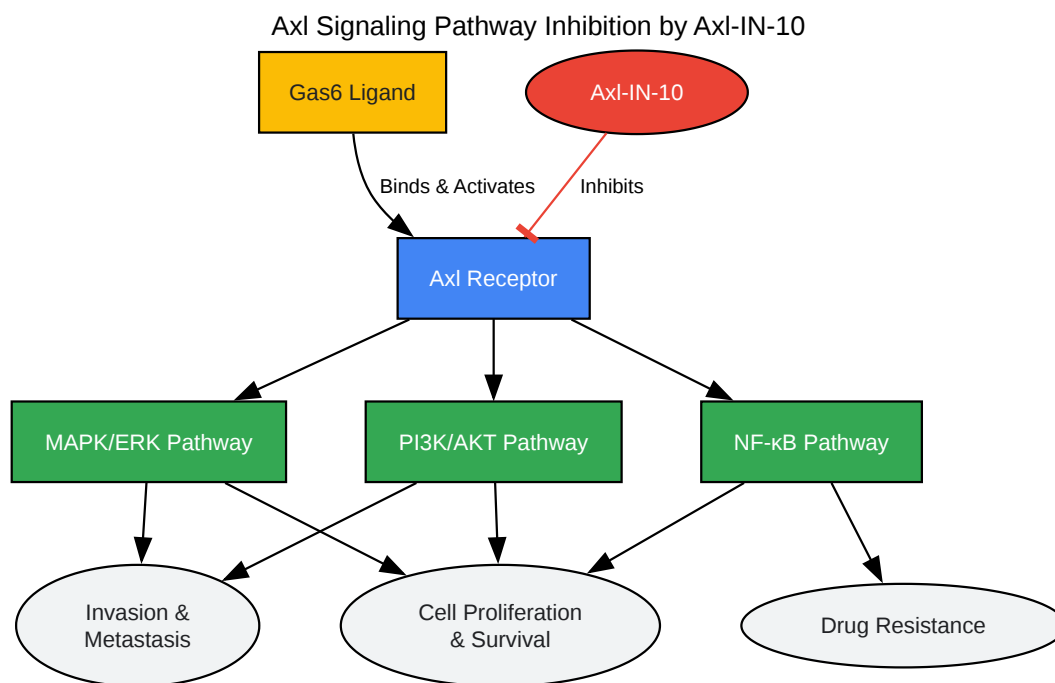 Axl Signaling Pathway Inhibition by Axl-IN-10
Gas6 Ligand
Axl-IN-10
Binds & Activates
Inhibits
Axl Receptor
MAPK/ERK Pathway
PI3K/AKT Pathway
NF-κB Pathway
Invasion &
Metastasis
Cell Proliferation
& Survival
Drug Resistance